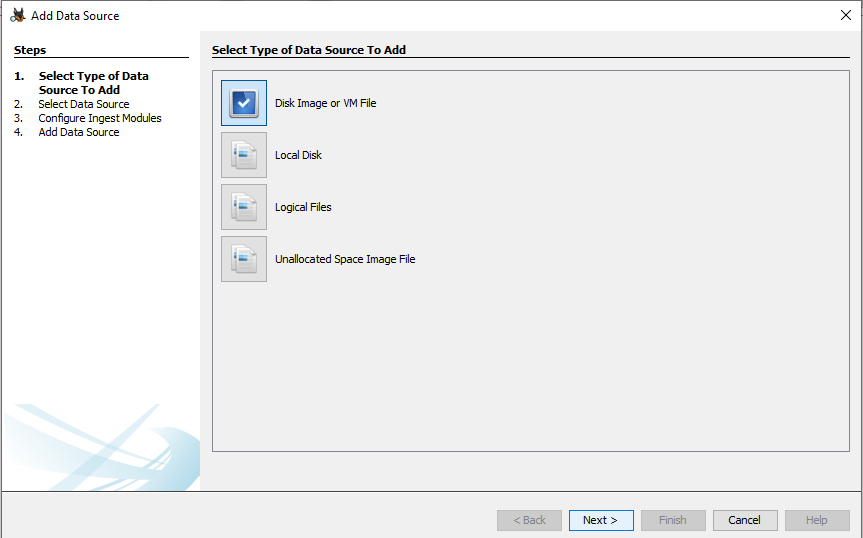 Add Data Source
Steps
1. Select Type of Data
Source To Add
2. Select Data Source
3. Configure Ingest Modules
4. Add Data Source
Select Type of Data Source To Add
Disk Image or VM File
Local Disk
Logical Files
Unallocated Space Image File
< Back
Next >
Finish
Cancel
Help